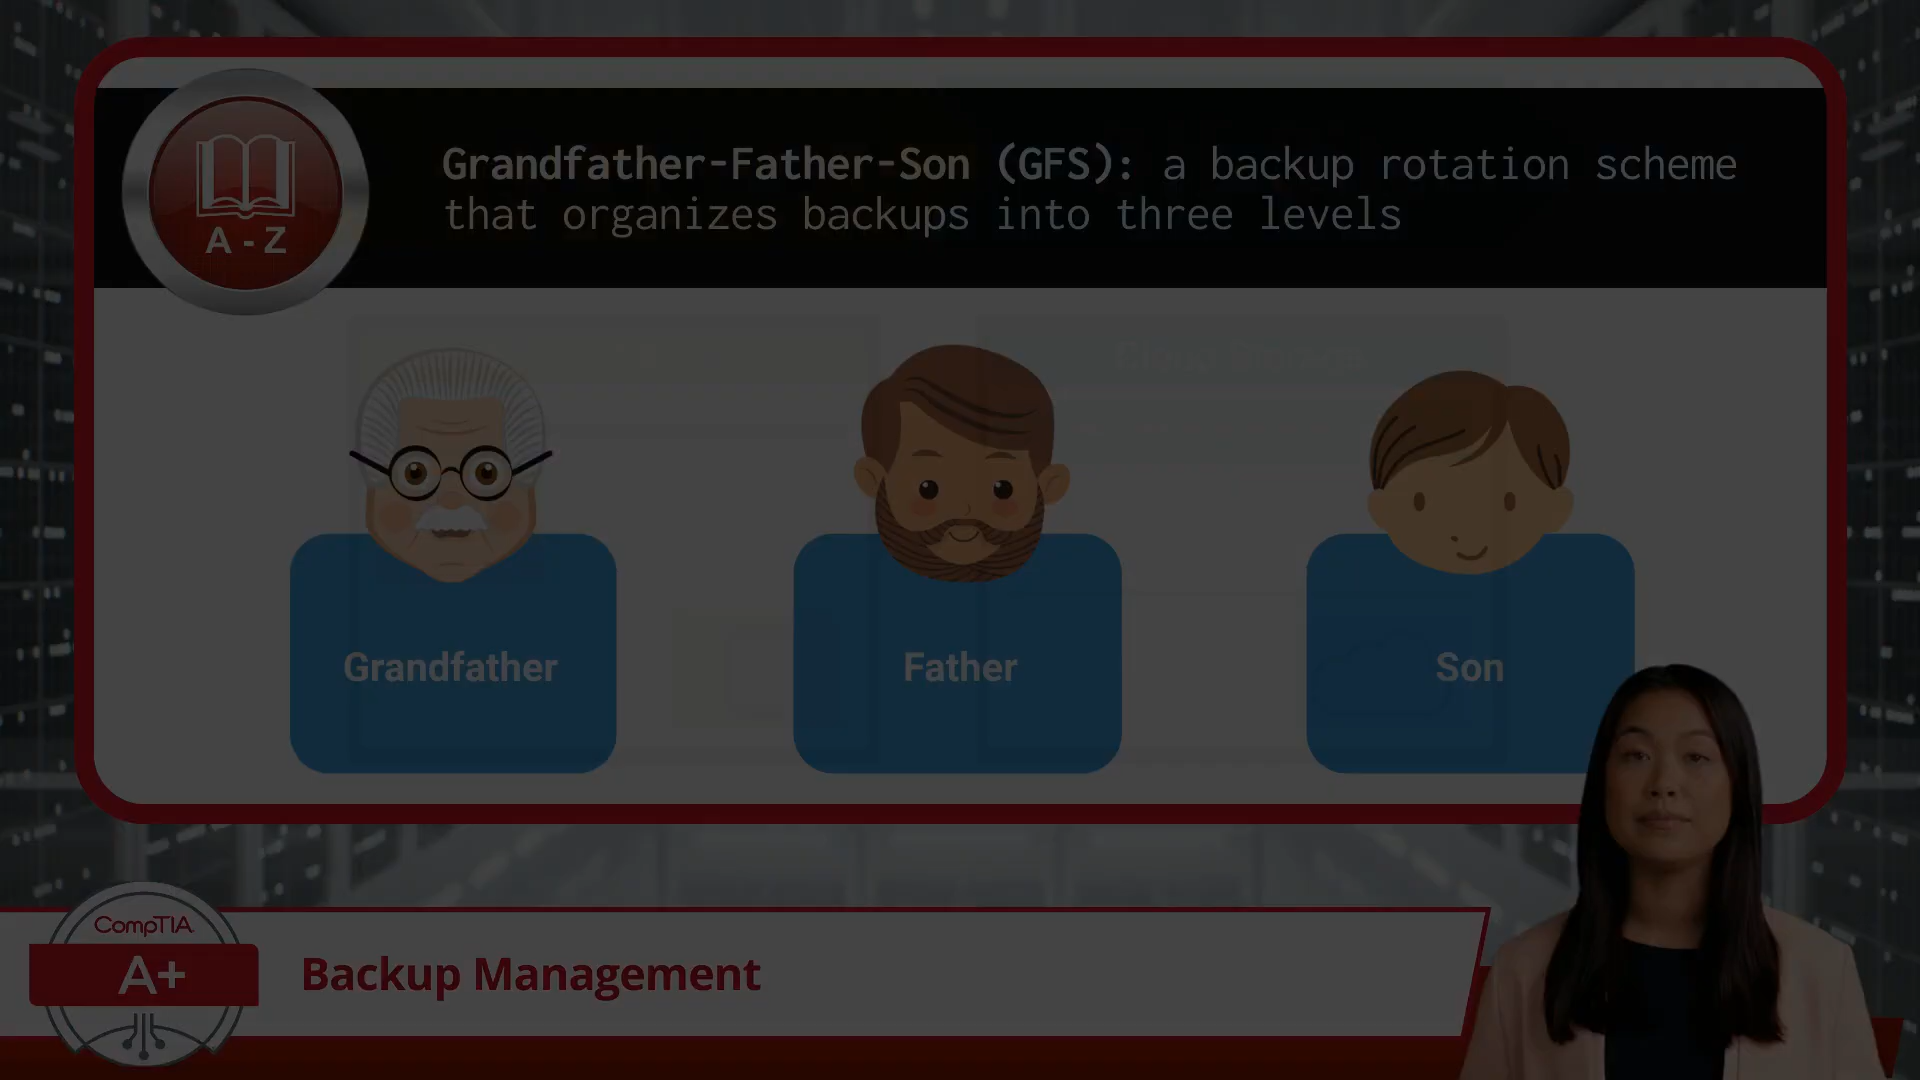 A - Z
Grandfather-Father-Son (GFS): a backup rotation scheme
that organizes backups into three levels
Grandfather
Father
Son
CompTIA
A+
Backup Management